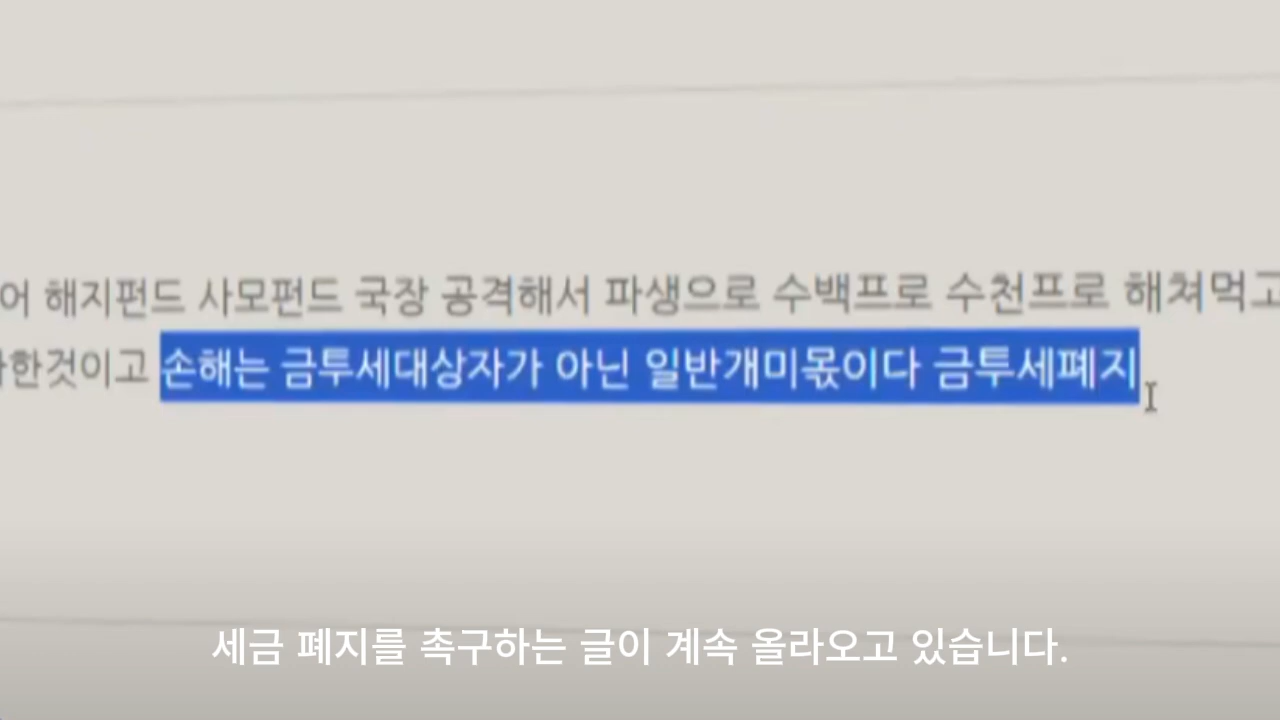 어 해지펀드 사모펀드 국장 공격해서 파생으로 수백프로 수천프로 해쳐먹고
한것이고 손해는 금투세대상자가 아닌 일반개미몫이다 금투세폐지
세금 폐지를 촉구하는 글이 계속 올라오고 있습니다.